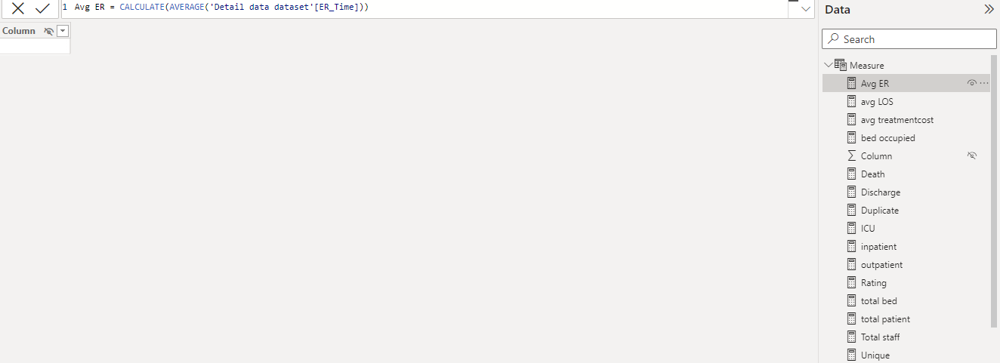 1 Avg ER = CALCULATE(AVERAGE('Detail data dataset'[ER_Time]))
Column
Data
Search
Measure
Avg ER
avg LOS
avg treatmentcost
bed occupied
Column
Death
Discharge
Duplicate
ICU
inpatient
outpatient
Rating
total bed
total patient
Total staff
Unique